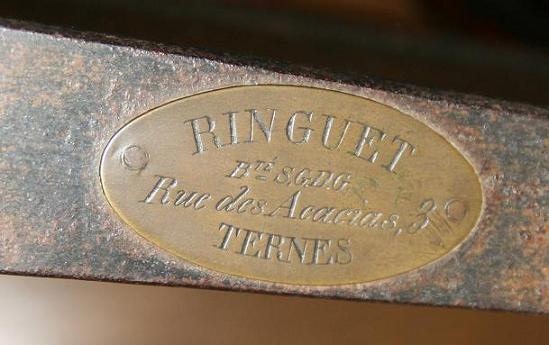 RINGUET
Bté S.G.D.G.
Rue des Acacias, 3
TERNES